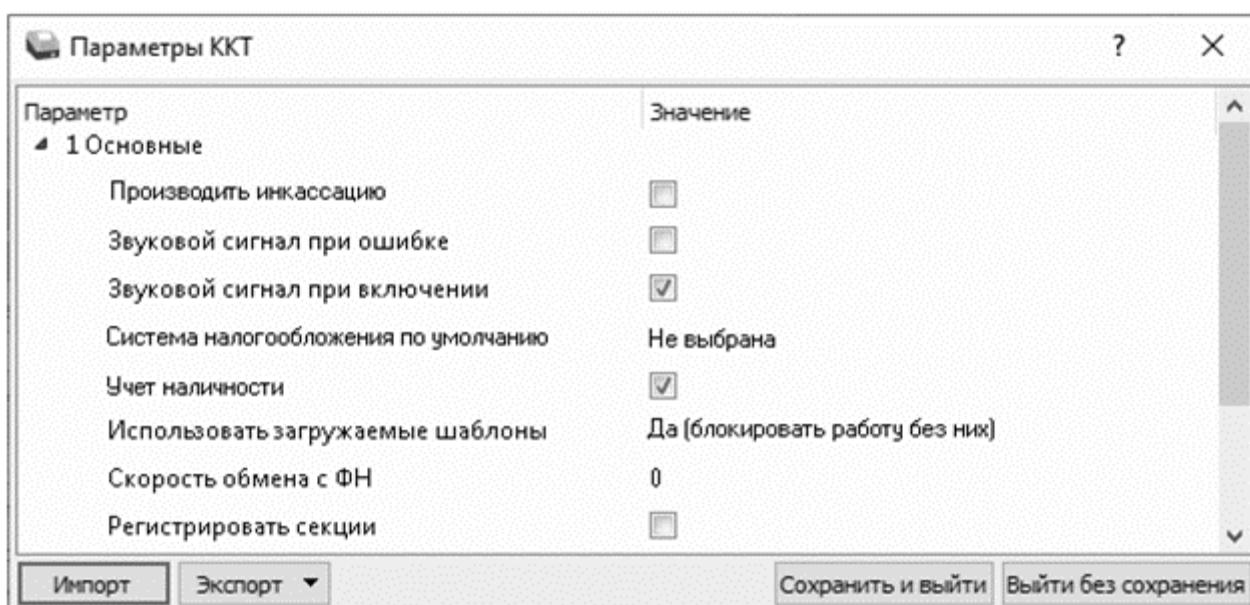 Параметры ККТ ?
Параметр Значение
1 Основные
Производить инкассацию
Звуковой сигнал при ошибке
Звуковой сигнал при включении
Система налогообложения по умолчанию Не выбрана
Учет наличности
Использовать загружаемые шаблоны Да (блокировать работу без них)
Скорость обмена с ФН 0
Регистрировать секции
Импорт Экспорт Сохранить и выйти Выйти без сохранения